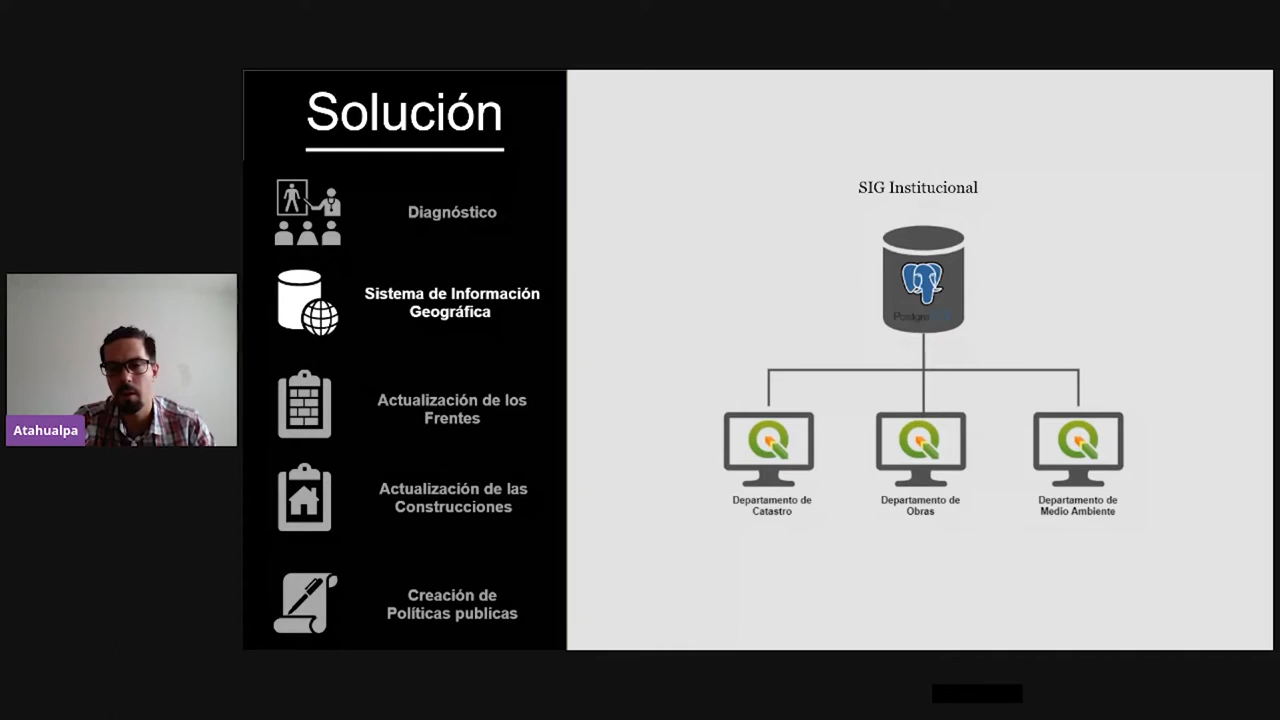 Solución
Diagnóstico
Sistema de Información
Geográfica
Actualización de los
Frentes
Actualización de las
Construcciones
Creación de
Políticas publicas
Atahualpa
SIG Institucional
PostgreSQL
Departamento de
Catastro
Departamento de
Obras
Departamento de
Medio Ambiente